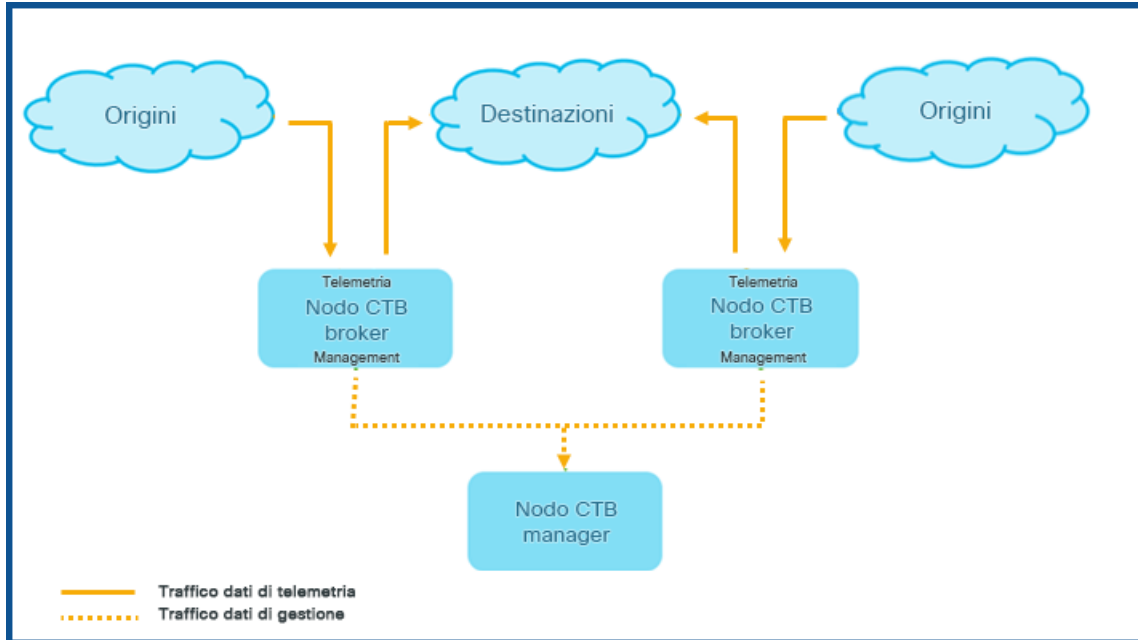 Origini
Destinazioni
Origini
Telemetria
Nodo CTB
broker
Management
Telemetria
Nodo CTB
broker
Management
Nodo CTB
manager
Traffico dati di telemetria
Traffico dati di gestione